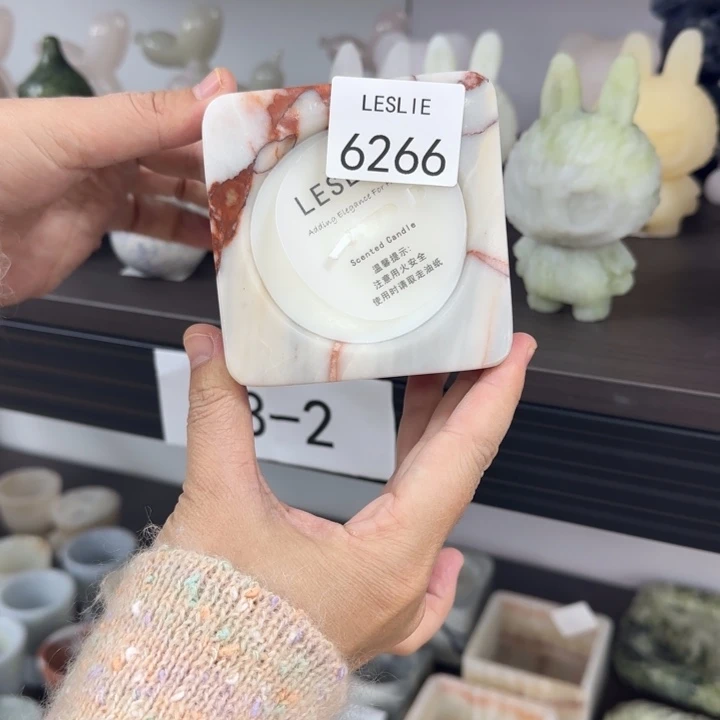 LESLIE
6266
LES
Adding Elegance For
Scented Candle
温馨提示:
注意用火安全
使用时请取走油纸
-2